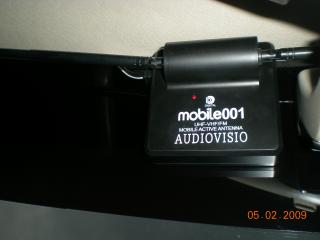 mobile001
UHF-VHF/FM
MOBILE ACTIVE ANTENNA
AUDIOVISIO
05.02.2009